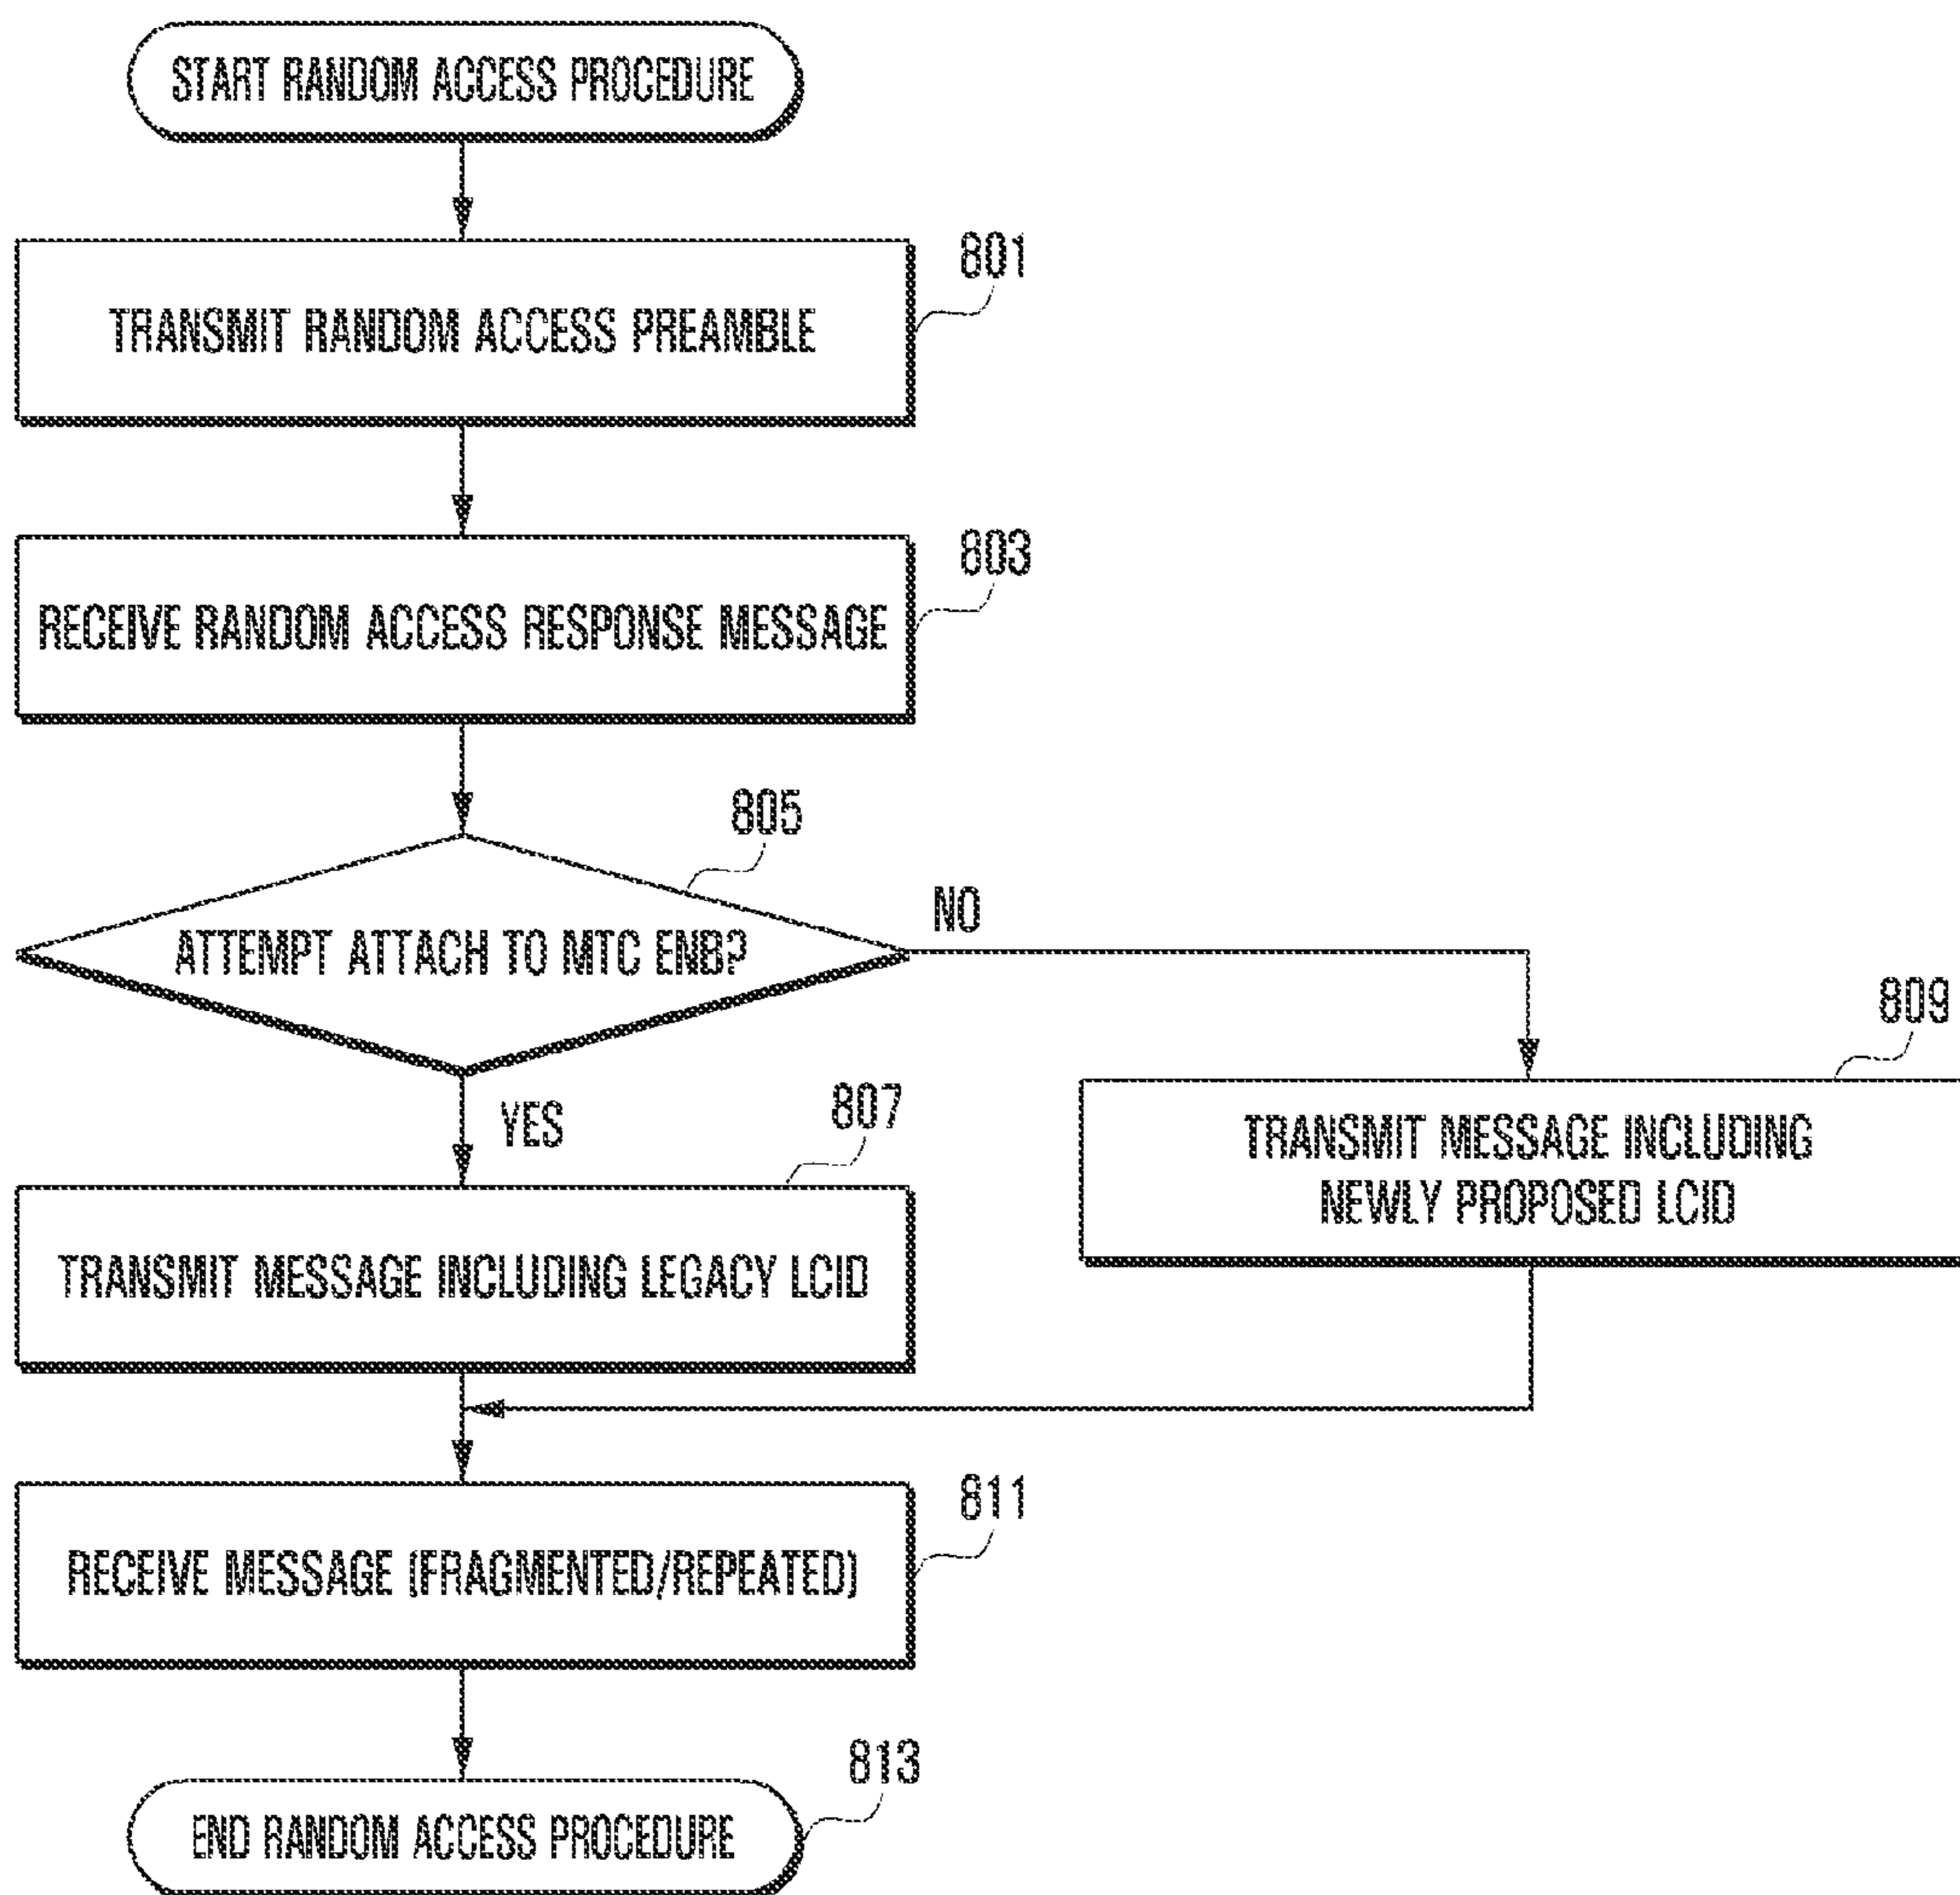 START RANDOM ACCESS PROCEDURE
801
TRANSMIT RANDOM ACCESS PREAMBLE
803
RECEIVE RANDOM ACCESS RESPONSE MESSAGE
805
ATTEMPT ATTACH TO MTC ENB?
NO
809
YES
807
TRANSMIT MESSAGE INCLUDING
NEWLY PROPOSED LCID
TRANSMIT MESSAGE INCLUDING LEGACY LCID
811
RECEIVE MESSAGE (FRAGMENTED/REPEATED)
813
END RANDOM ACCESS PROCEDURE